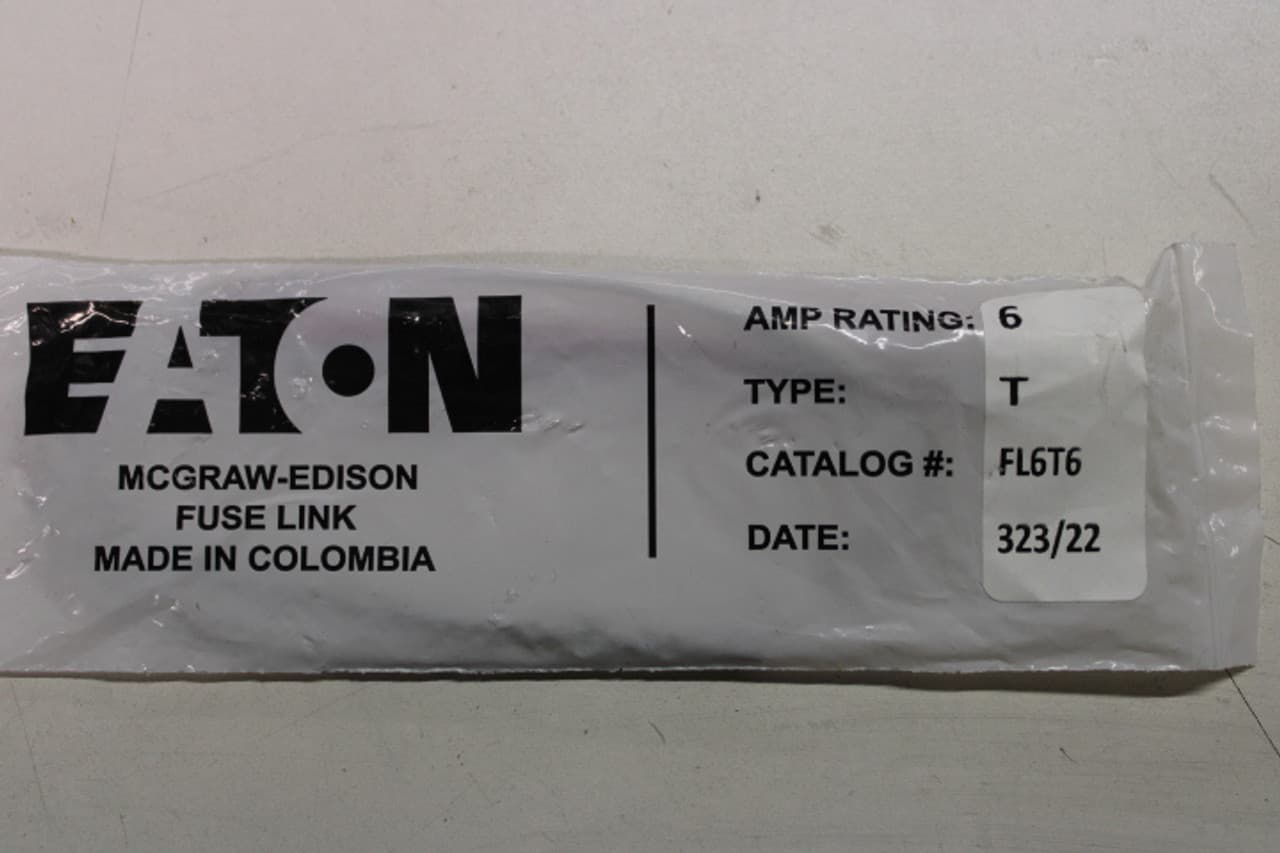 EATON
MCGRAW-EDISON
FUSE LINK
MADE IN COLOMBIA
AMP RATING: 6
TYPE: T
CATALOG #: FL6T6
DATE: 323/22